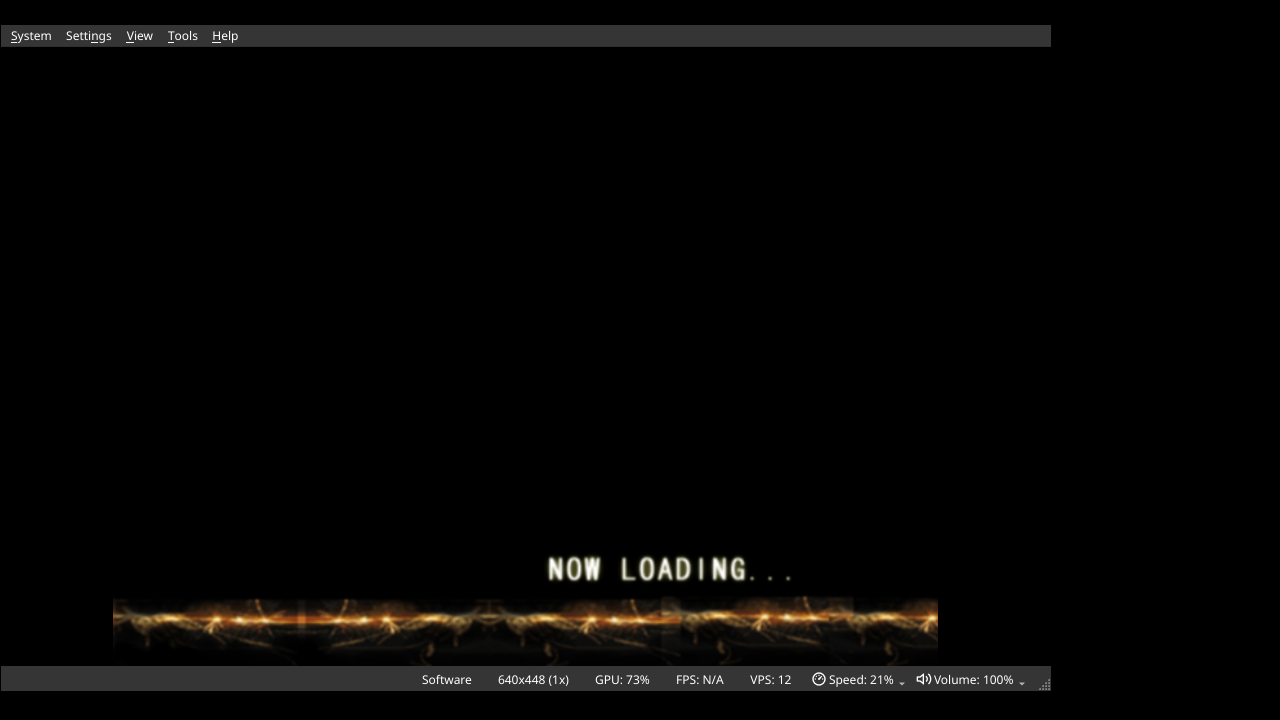 System Settings View Tools Help
NOW LOADING...
Software 640x448 (1x) GPU: 73% FPS: N/A VPS: 12 Speed: 21% Volume: 100%